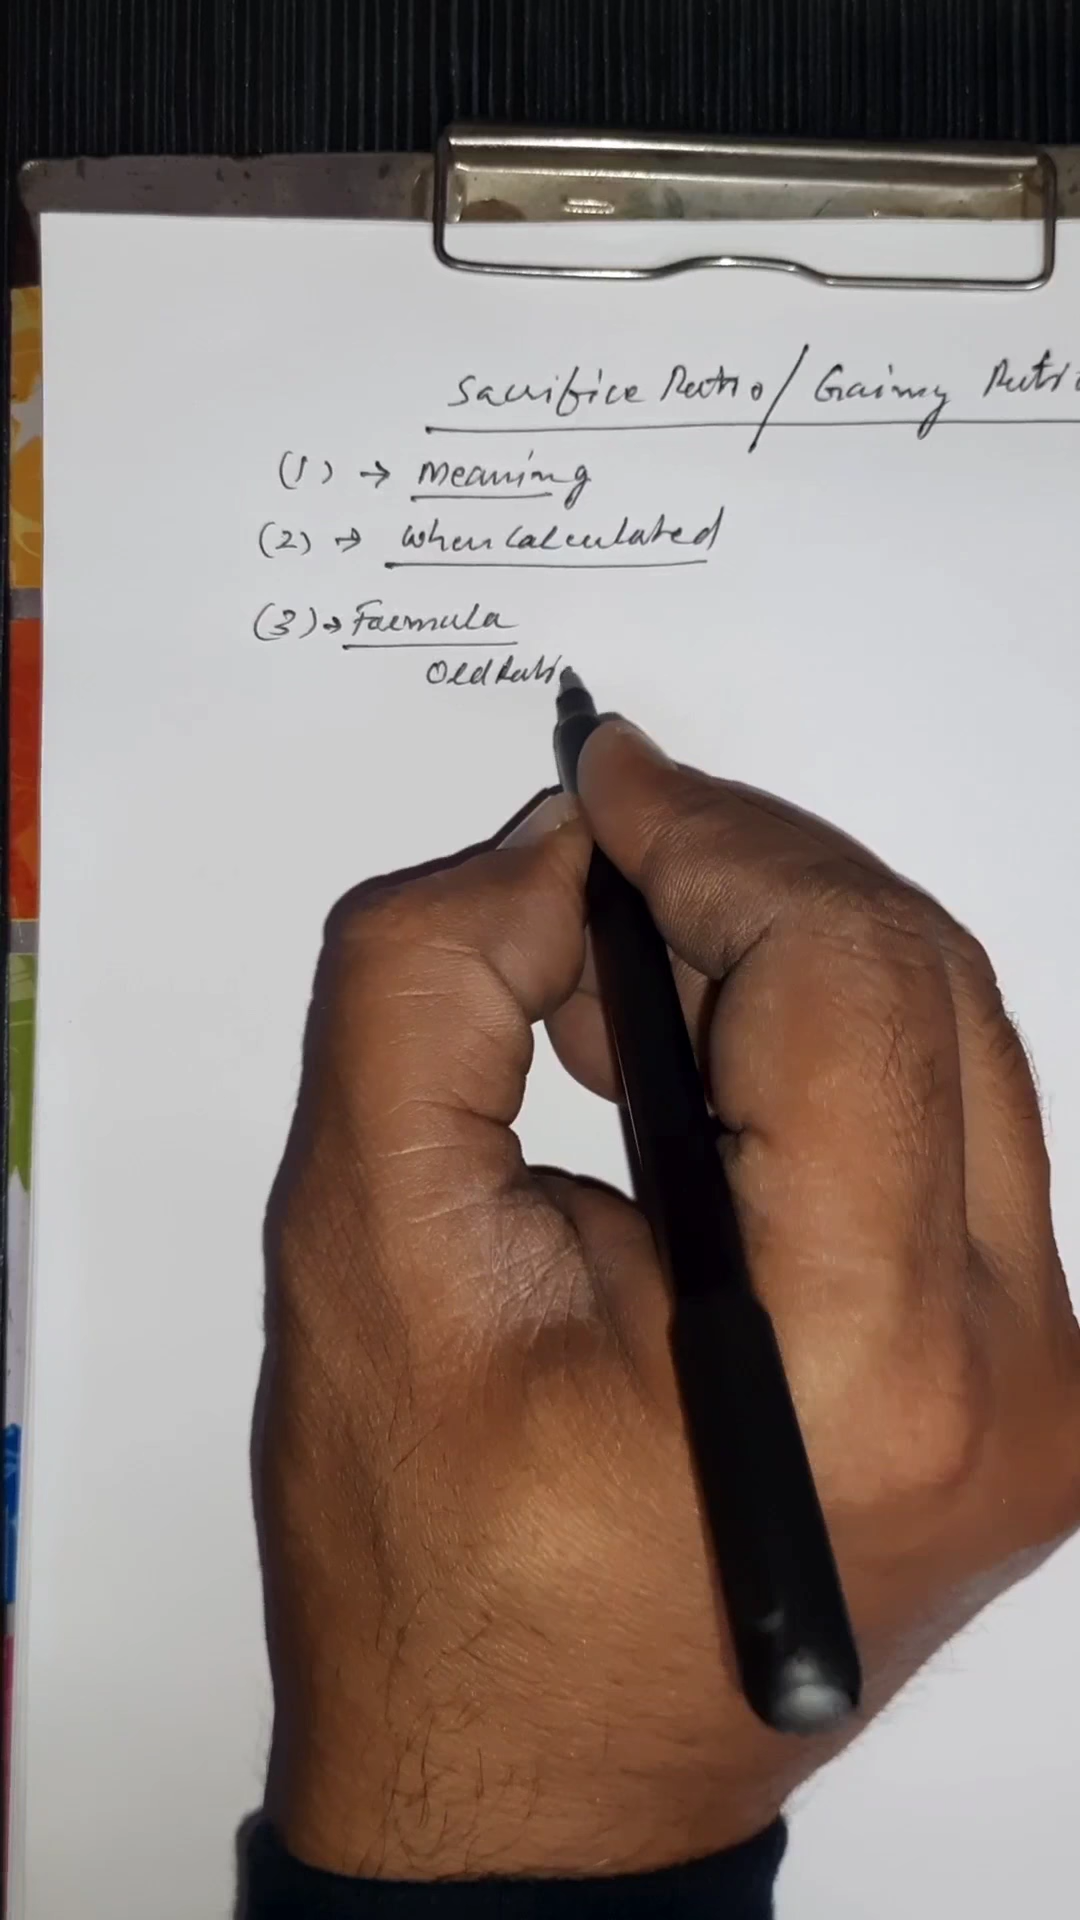 Sacrifice Ratio/Gaining Ratio
(1) → Meaning
(2) → When Calculated
(3) → Formula
Old Ratio